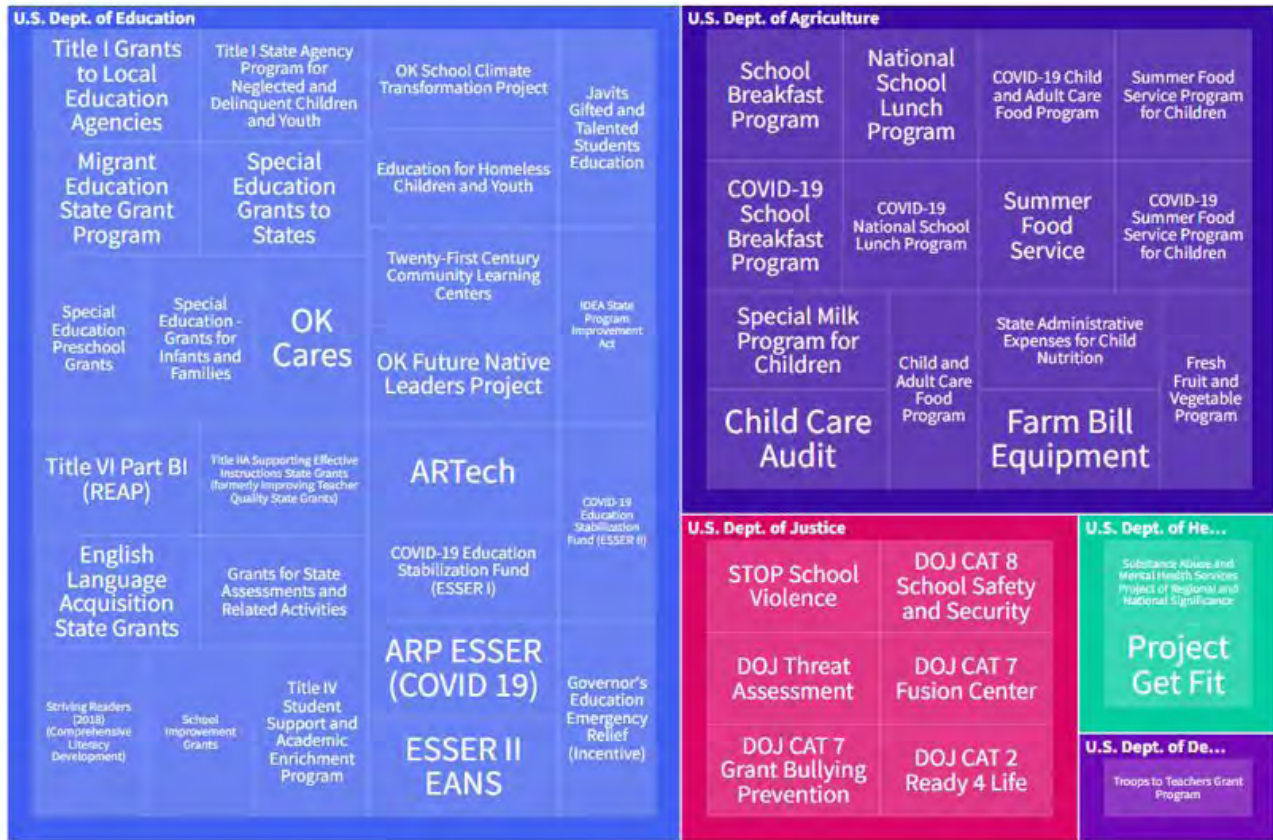 U.S. Dept. of Education
Title I Grants
to Local
Education
Agencies
Title I State Agency
Program for
Neglected and
Delinquent Children
and Youth
OK School Climate
Transformation Project
Javits
Gifted and
Talented
Students
Education
Migrant
Education
State Grant
Program
Special
Education
Grants to
States
Education for Homeless
Children and Youth
Twenty-First Century
Community Learning
Centers
Special
Education
Preschool
Grants
Special
Education -
Grants for
Infants and
Families
OK
Cares
OK Future Native
Leaders Project
IDEA State
Program
Improvement
Act
Title VI Part BI
(REAP)
Title IIA Supporting Effective
Instructions State Grants
(formerly Improving Teacher
Quality State Grants)
ARTech
COVID-19
Education
Stabilization
Fund (ESSER II)
English
Language
Acquisition
State Grants
Grants for State
Assessments and
Related Activities
COVID-19 Education
Stabilization Fund
(ESSER I)
ARP ESSER
(COVID 19)
Governor's
Education
Emergency
Relief
(Incentive)
Striving Readers
(2018)
(Comprehensive
Literacy
Development)
School
Improvement
Grants
Title IV
Student
Support and
Academic
Enrichment
Program
ESSER II
EANS
U.S. Dept. of Agriculture
School
Breakfast
Program
National
School
Lunch
Program
COVID-19 Child
and Adult Care
Food Program
Summer Food
Service Program
for Children
COVID-19
School
Breakfast
Program
COVID-19
National School
Lunch Program
Summer
Food
Service
COVID-19
Summer Food
Service Program
for Children
Special Milk
Program for
Children
Child and
Adult Care
Food
Program
State Administrative
Expenses for Child
Nutrition
Fresh
Fruit and
Vegetable
Program
Child Care
Audit
Farm Bill
Equipment
U.S. Dept. of Justice
STOP School
Violence
DOJ CAT 8
School Safety
and Security
DOJ Threat
Assessment
DOJ CAT 7
Fusion Center
DOJ CAT 7
Grant Bullying
Prevention
DOJ CAT 2
Ready 4 Life
U.S. Dept. of He...
Substance Abuse and
Mental Health Services
Project of Regional and
National Significance
Project
Get Fit
U.S. Dept. of De...
Troops to Teachers Grant
Program